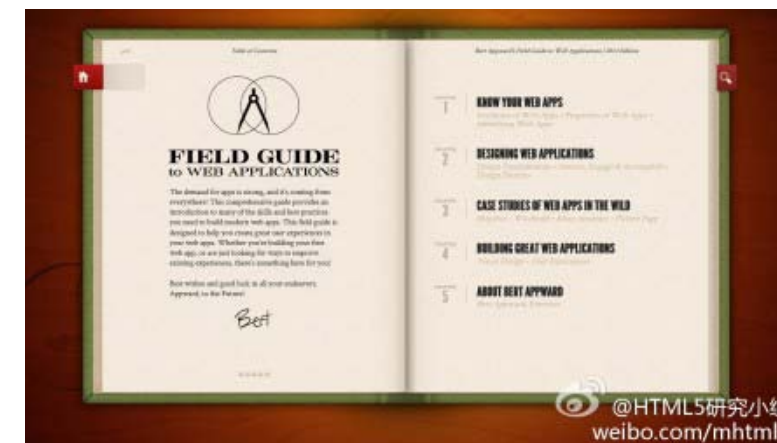 Table of Contents
Bert Appward's Field Guide to Web Applications
FIELD GUIDE
to WEB APPLICATIONS
The demand for apps is strong, and it's coming from
everywhere! This comprehensive guide provides an
introduction to many of the skills and best practices
you need to build modern web apps. This field guide is
designed to help you create great user experiences in
your web apps. Whether you're building your first
web app, or are just looking for ways to improve
existing experiences, there's something here for you!
Best wishes and good luck in all your endeavors.
Appward, to the Future!
Bert
1
KNOW YOUR WEB APPS
2
DESIGNING WEB APPLICATIONS
3
CASE STUDIES OF WEB APPS IN THE WILD
4
BUILDING GREAT WEB APPLICATIONS
5
ABOUT BERT APPWARD
@HTML5研究小
weibo.com/mhtml